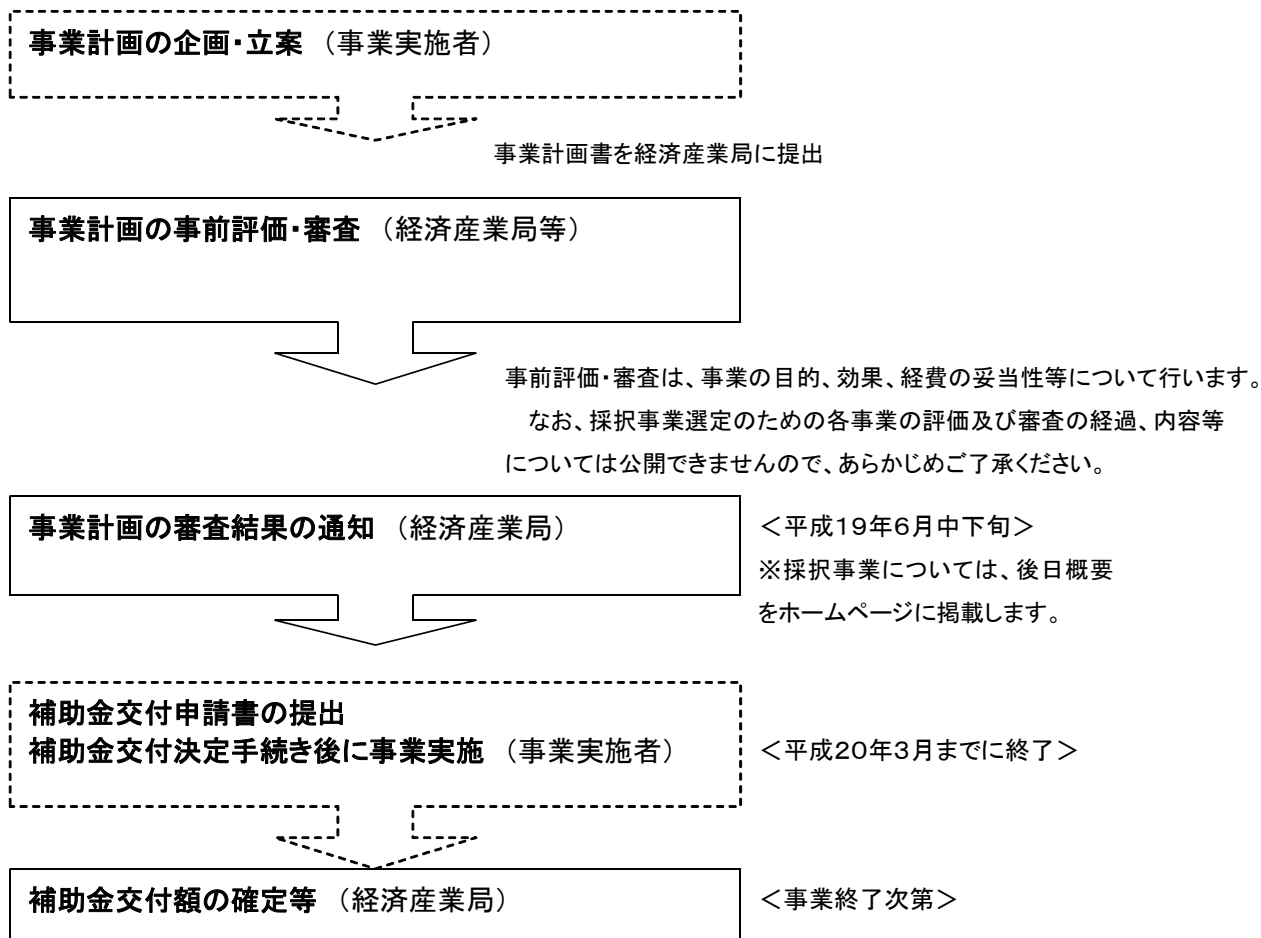 事業計画の企画・立案 （事業実施者）
事業計画書を経済産業局に提出
事業計画の事前評価・審査 （経済産業局等）
事前評価・審査は、事業の目的、効果、経費の妥当性等について行います。
なお、採択事業選定のための各事業の評価及び審査の経過、内容等
については公開できませんので、あらかじめご了承ください。
事業計画の審査結果の通知 （経済産業局）
＜平成１９年６月中下旬＞
※採択事業については、後日概要
をホームページに掲載します。
補助金交付申請書の提出
補助金交付決定手続き後に事業実施 （事業実施者）
＜平成２０年３月までに終了＞
補助金交付額の確定等 （経済産業局）
＜事業終了次第＞